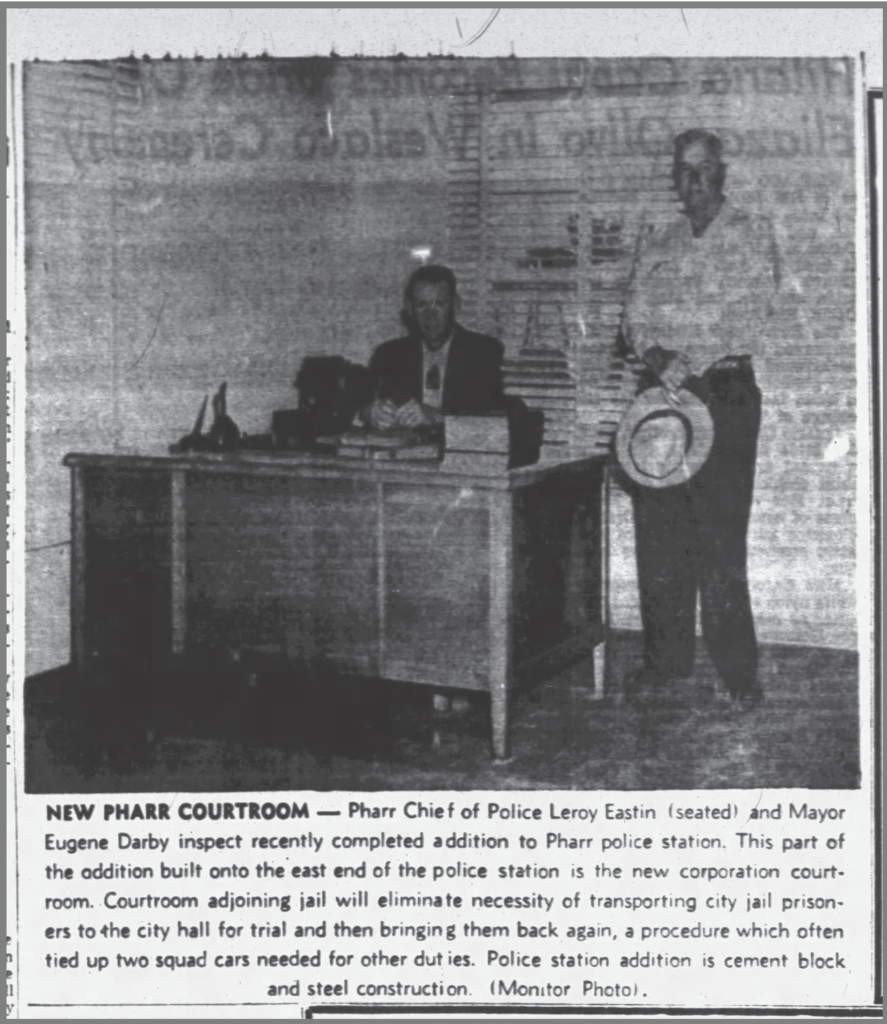 NEW PHARR COURTROOM — Pharr Chief of Police Leroy Eastin (seated) and Mayor
Eugene Darby inspect recently completed addition to Pharr police station. This part of
the addition built onto the east end of the police station is the new corporation court-
room. Courtroom adjoining jail will eliminate necessity of transporting city jail prison-
ers to the city hall for trial and then bringing them back again, a procedure which often
tied up two squad cars needed for other duties. Police station addition is cement block
and steel construction. (Monitor Photo).